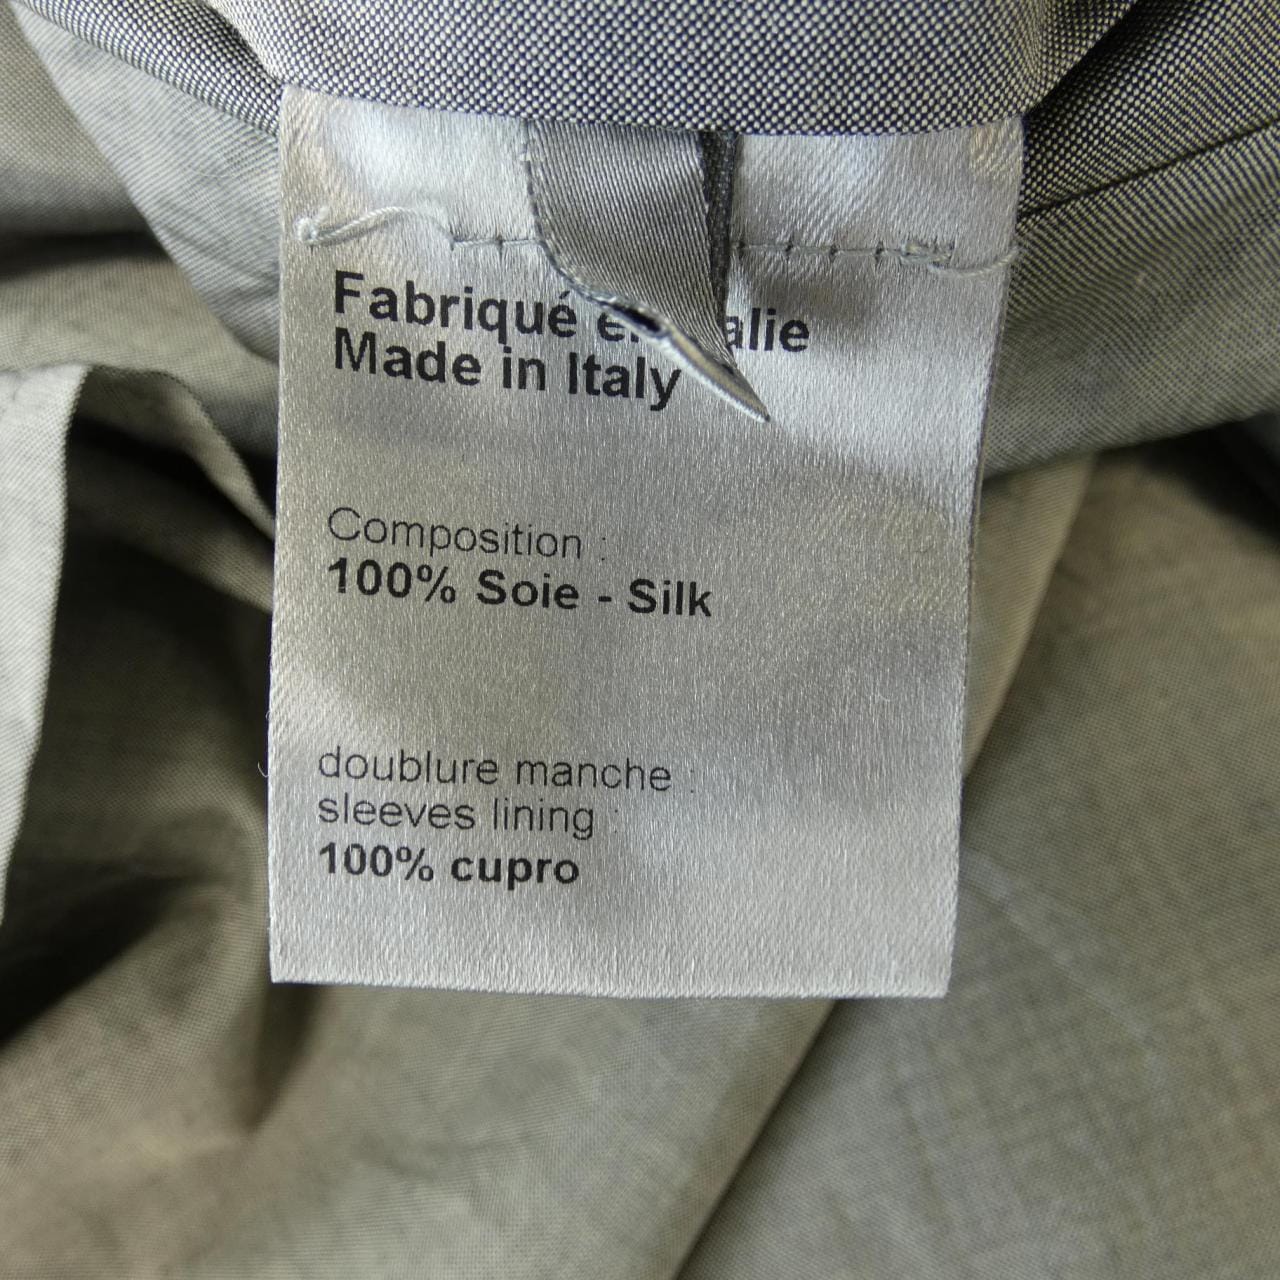 Fabriqué
Made in Italy
Composition :
100% Soie - Silk
doublure manche :
sleeves lining :
100% cupro